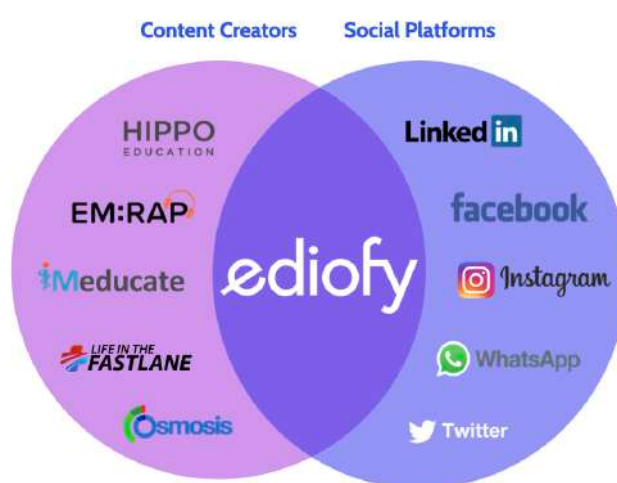 Content Creators
Social Platforms
HIPPO
EDUCATION
EM:RAP
iMeducate
LIFE IN THE
FASTLANE
Osmosis
ediofy
Linked in
facebook
Instagram
WhatsApp
Twitter